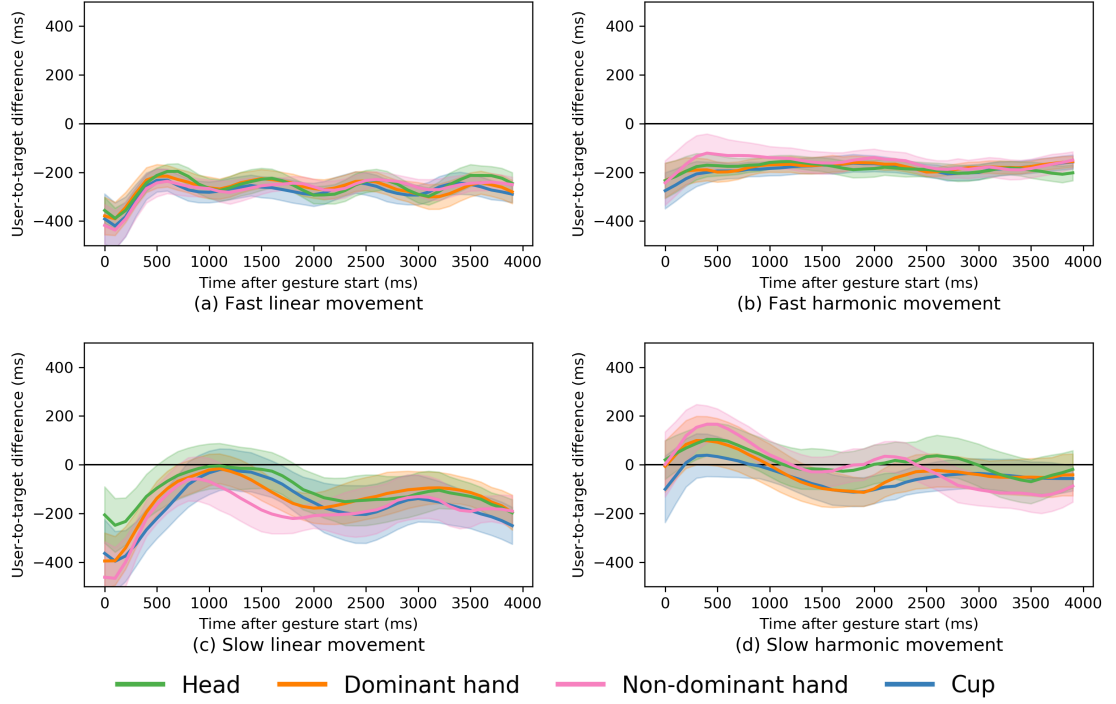 User-to-target difference (ms)
400
200
0
−200
−400
0 500 1000 1500 2000 2500 3000 3500 4000
Time after gesture start (ms)
(a) Fast linear movement
User-to-target difference (ms)
400
200
0
−200
−400
0 500 1000 1500 2000 2500 3000 3500 4000
Time after gesture start (ms)
(b) Fast harmonic movement
User-to-target difference (ms)
400
200
0
−200
−400
0 500 1000 1500 2000 2500 3000 3500 4000
Time after gesture start (ms)
(c) Slow linear movement
User-to-target difference (ms)
400
200
0
−200
−400
0 500 1000 1500 2000 2500 3000 3500 4000
Time after gesture start (ms)
(d) Slow harmonic movement
Head Dominant hand Non-dominant hand Cup